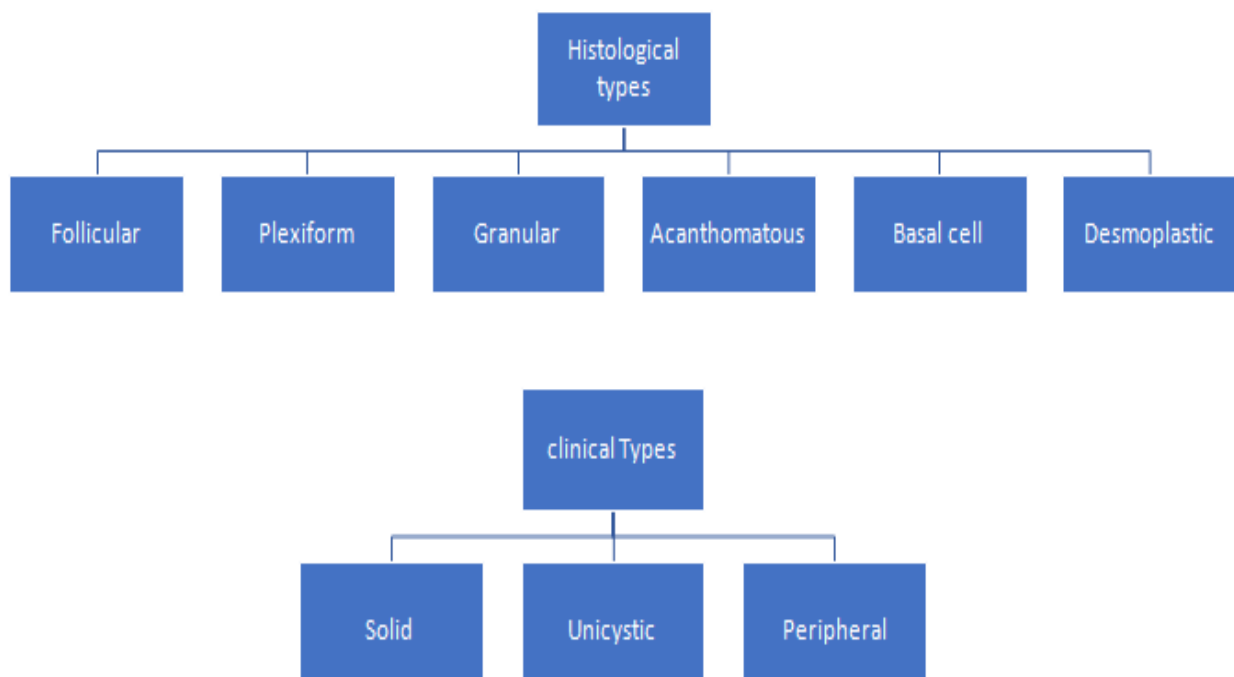 Histological
types
Follicular
Plexiform
Granular
Acanthomatous
Basal cell
Desmoplastic
clinical Types
Solid
Unicystic
Peripheral